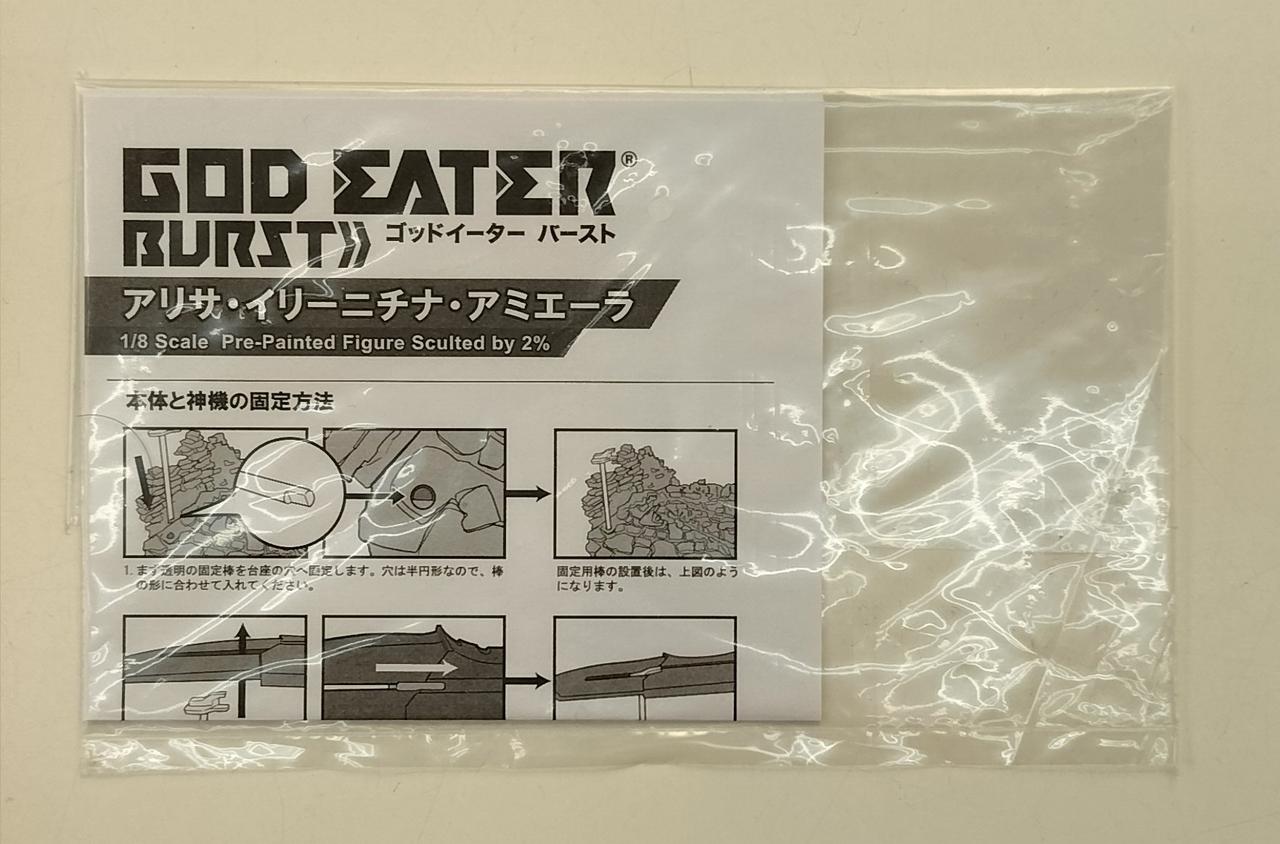 GOD EATER®
BURST》 ゴッドイーター バースト
アリサ・イリーニチナ・アミエーラ
1/8 Scale Pre-Painted Figure Sculted by 2%
本体と神機の固定方法
1. まず透明の固定棒を台座の穴へ固定します。穴は半円形なので、棒
の形に合わせて入れてください。
固定用棒の設置後は、上図のよう
になります。